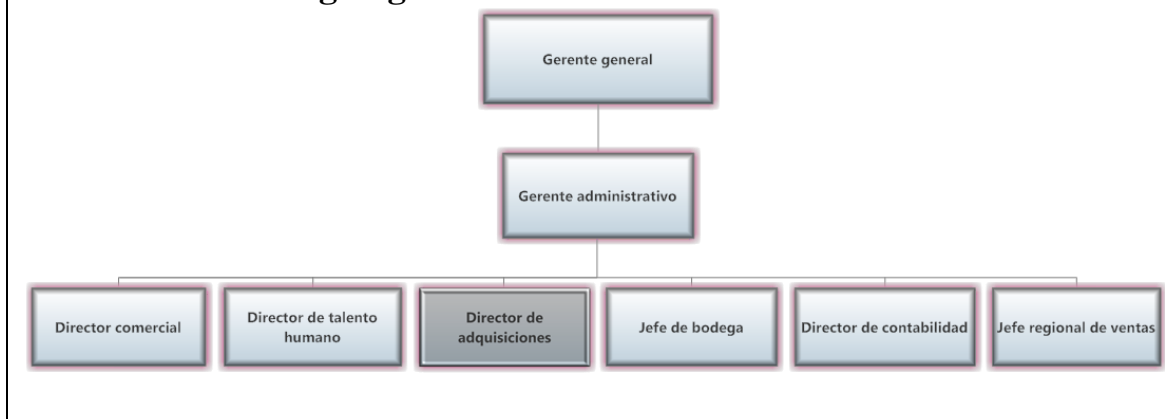 Gerente general
Gerente administrativo
Director comercial
Director de talento
humano
Director de
adquisiciones
Jefe de bodega
Director de contabilidad
Jefe regional de ventas